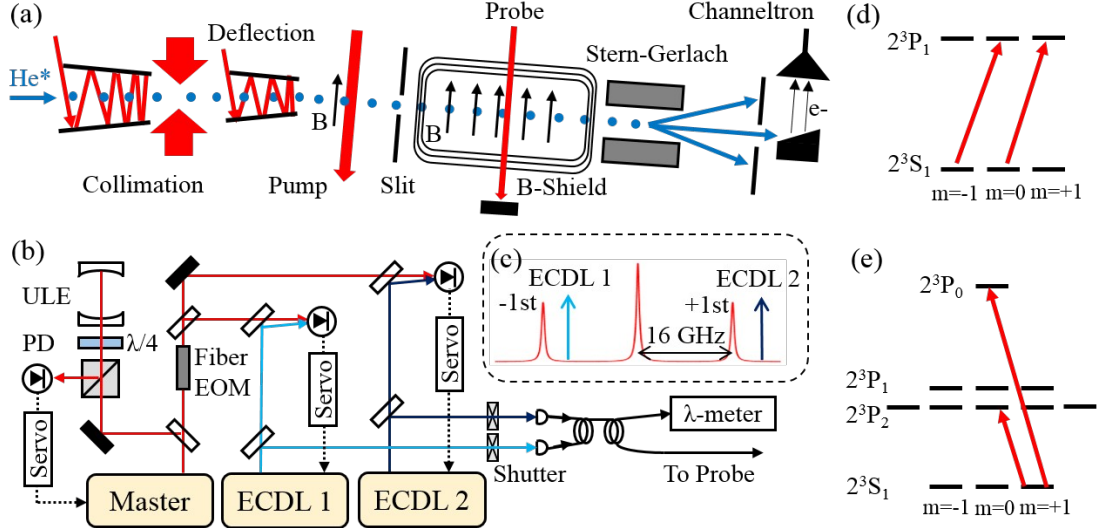 (a)
Probe
Channeltron
Deflection
Stern-Gerlach
He*
B
B
e-
Collimation
Pump
Slit
B-Shield
(b)
ULE
PD
λ/4
Fiber
EOM
Servo
Servo
Servo
Master
ECDL 1
ECDL 2
Shutter
λ-meter
To Probe
(c)
ECDL 1
ECDL 2
-1st
+1st
16 GHz
(d)
2³P₁
2³S₁
m=-1 m=0 m=+1
(e)
2³P₀
2³P₁
2³P₂
2³S₁
m=-1 m=0 m=+1